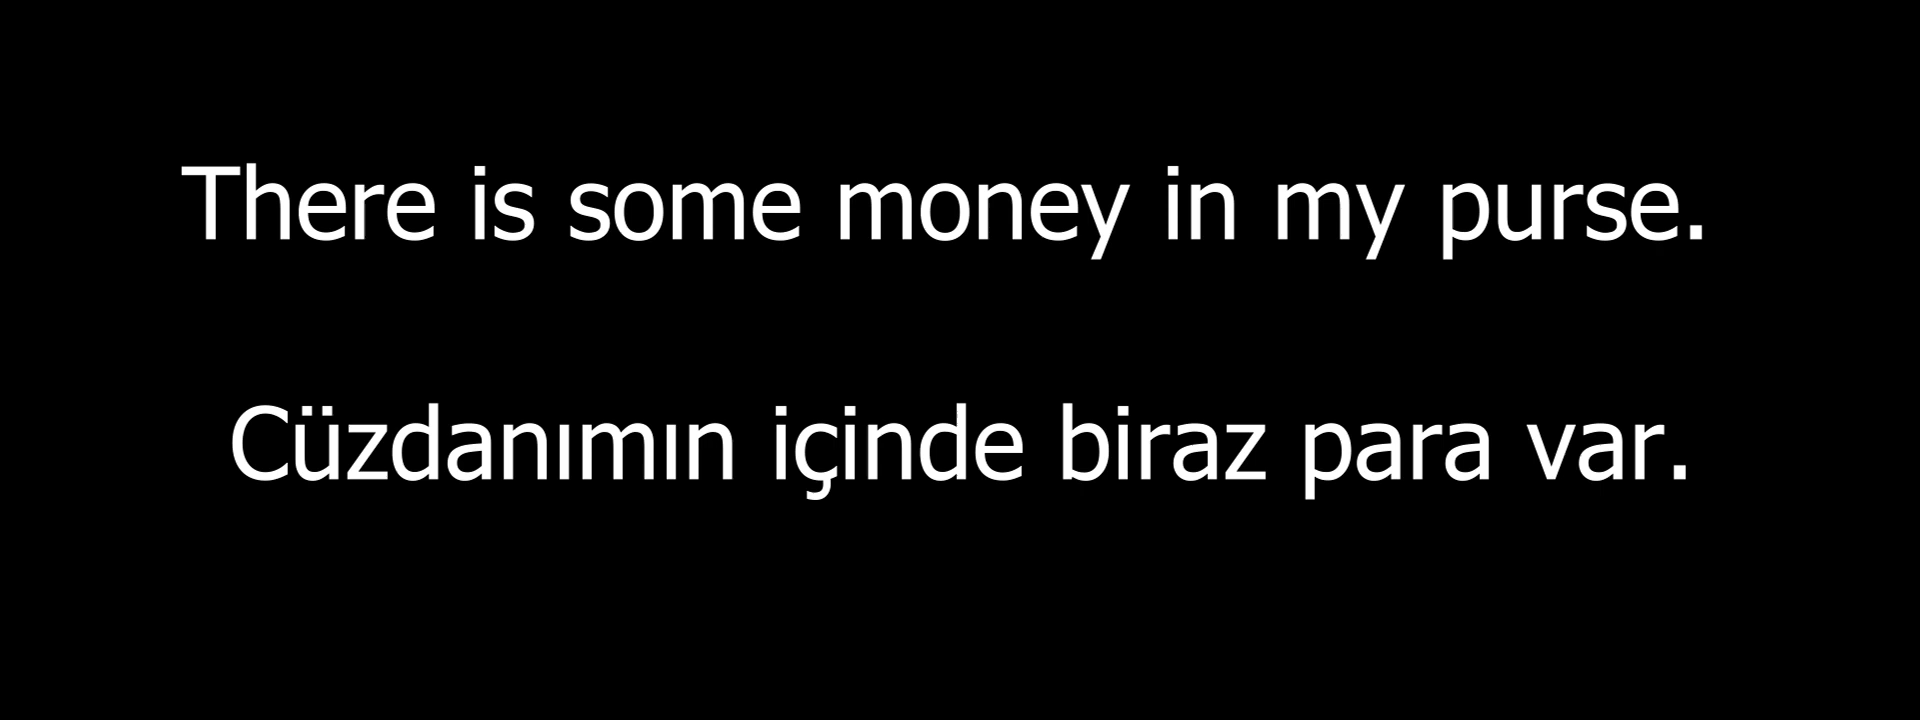 There is some money in my purse.
Cüzdanımın içinde biraz para var.